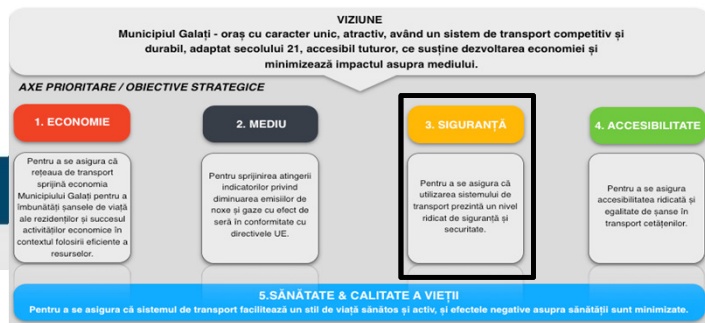 VIZIUNE
Municipiul Galați - oraș cu caracter unic, atractiv, având un sistem de transport competitiv și
durabil, adaptat secolului 21, accesibil tuturor, ce susține dezvoltarea economiei și
minimizează impactul asupra mediului.
AXE PRIORITARE / OBIECTIVE STRATEGICE
1. ECONOMIE
Pentru a se asigura că
rețeaua de transport
sprijină economia
Municipiului Galați pentru a
îmbunătăți șansele de viață
ale rezidenților și succesul
activităților economice în
contextul folosirii eficiente a
resurselor.
2. MEDIU
Pentru sprijinirea atingerii
indicatorilor privind
diminuarea emisiilor de
noxe și gaze cu efect de
seră în conformitate cu
directivele UE.
3. SIGURANȚĂ
Pentru a se asigura că
utilizarea sistemului de
transport prezintă un nivel
ridicat de siguranță și
securitate.
4. ACCESIBILITATE
Pentru a se asigura
accesibilitatea ridicată și
egalitate de șanse în
transport cetățenilor.
5.SĂNĂTATE & CALITATE A VIEȚII
Pentru a se asigura că sistemul de transport facilitează un stil de viață sănătos și activ, și efectele negative asupra sănătății sunt minimizate.